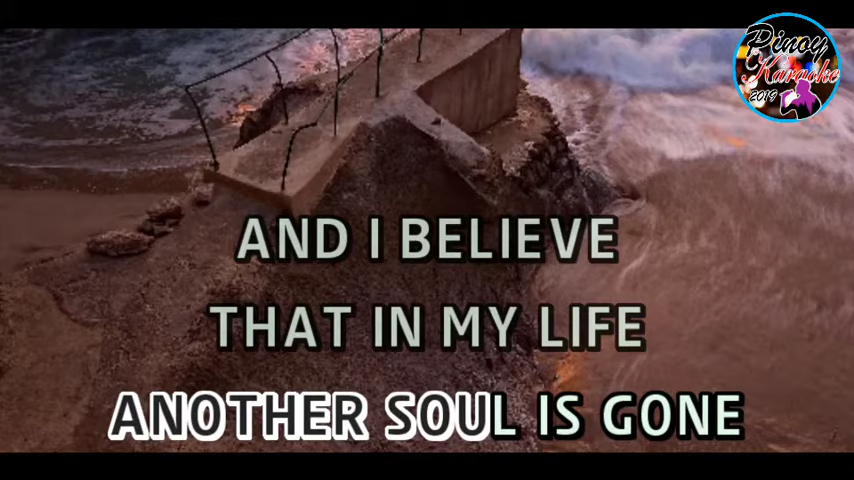 Pinoy
Karaoke
2019
AND I BELIEVE
THAT IN MY LIFE
ANOTHER SOUL IS GONE